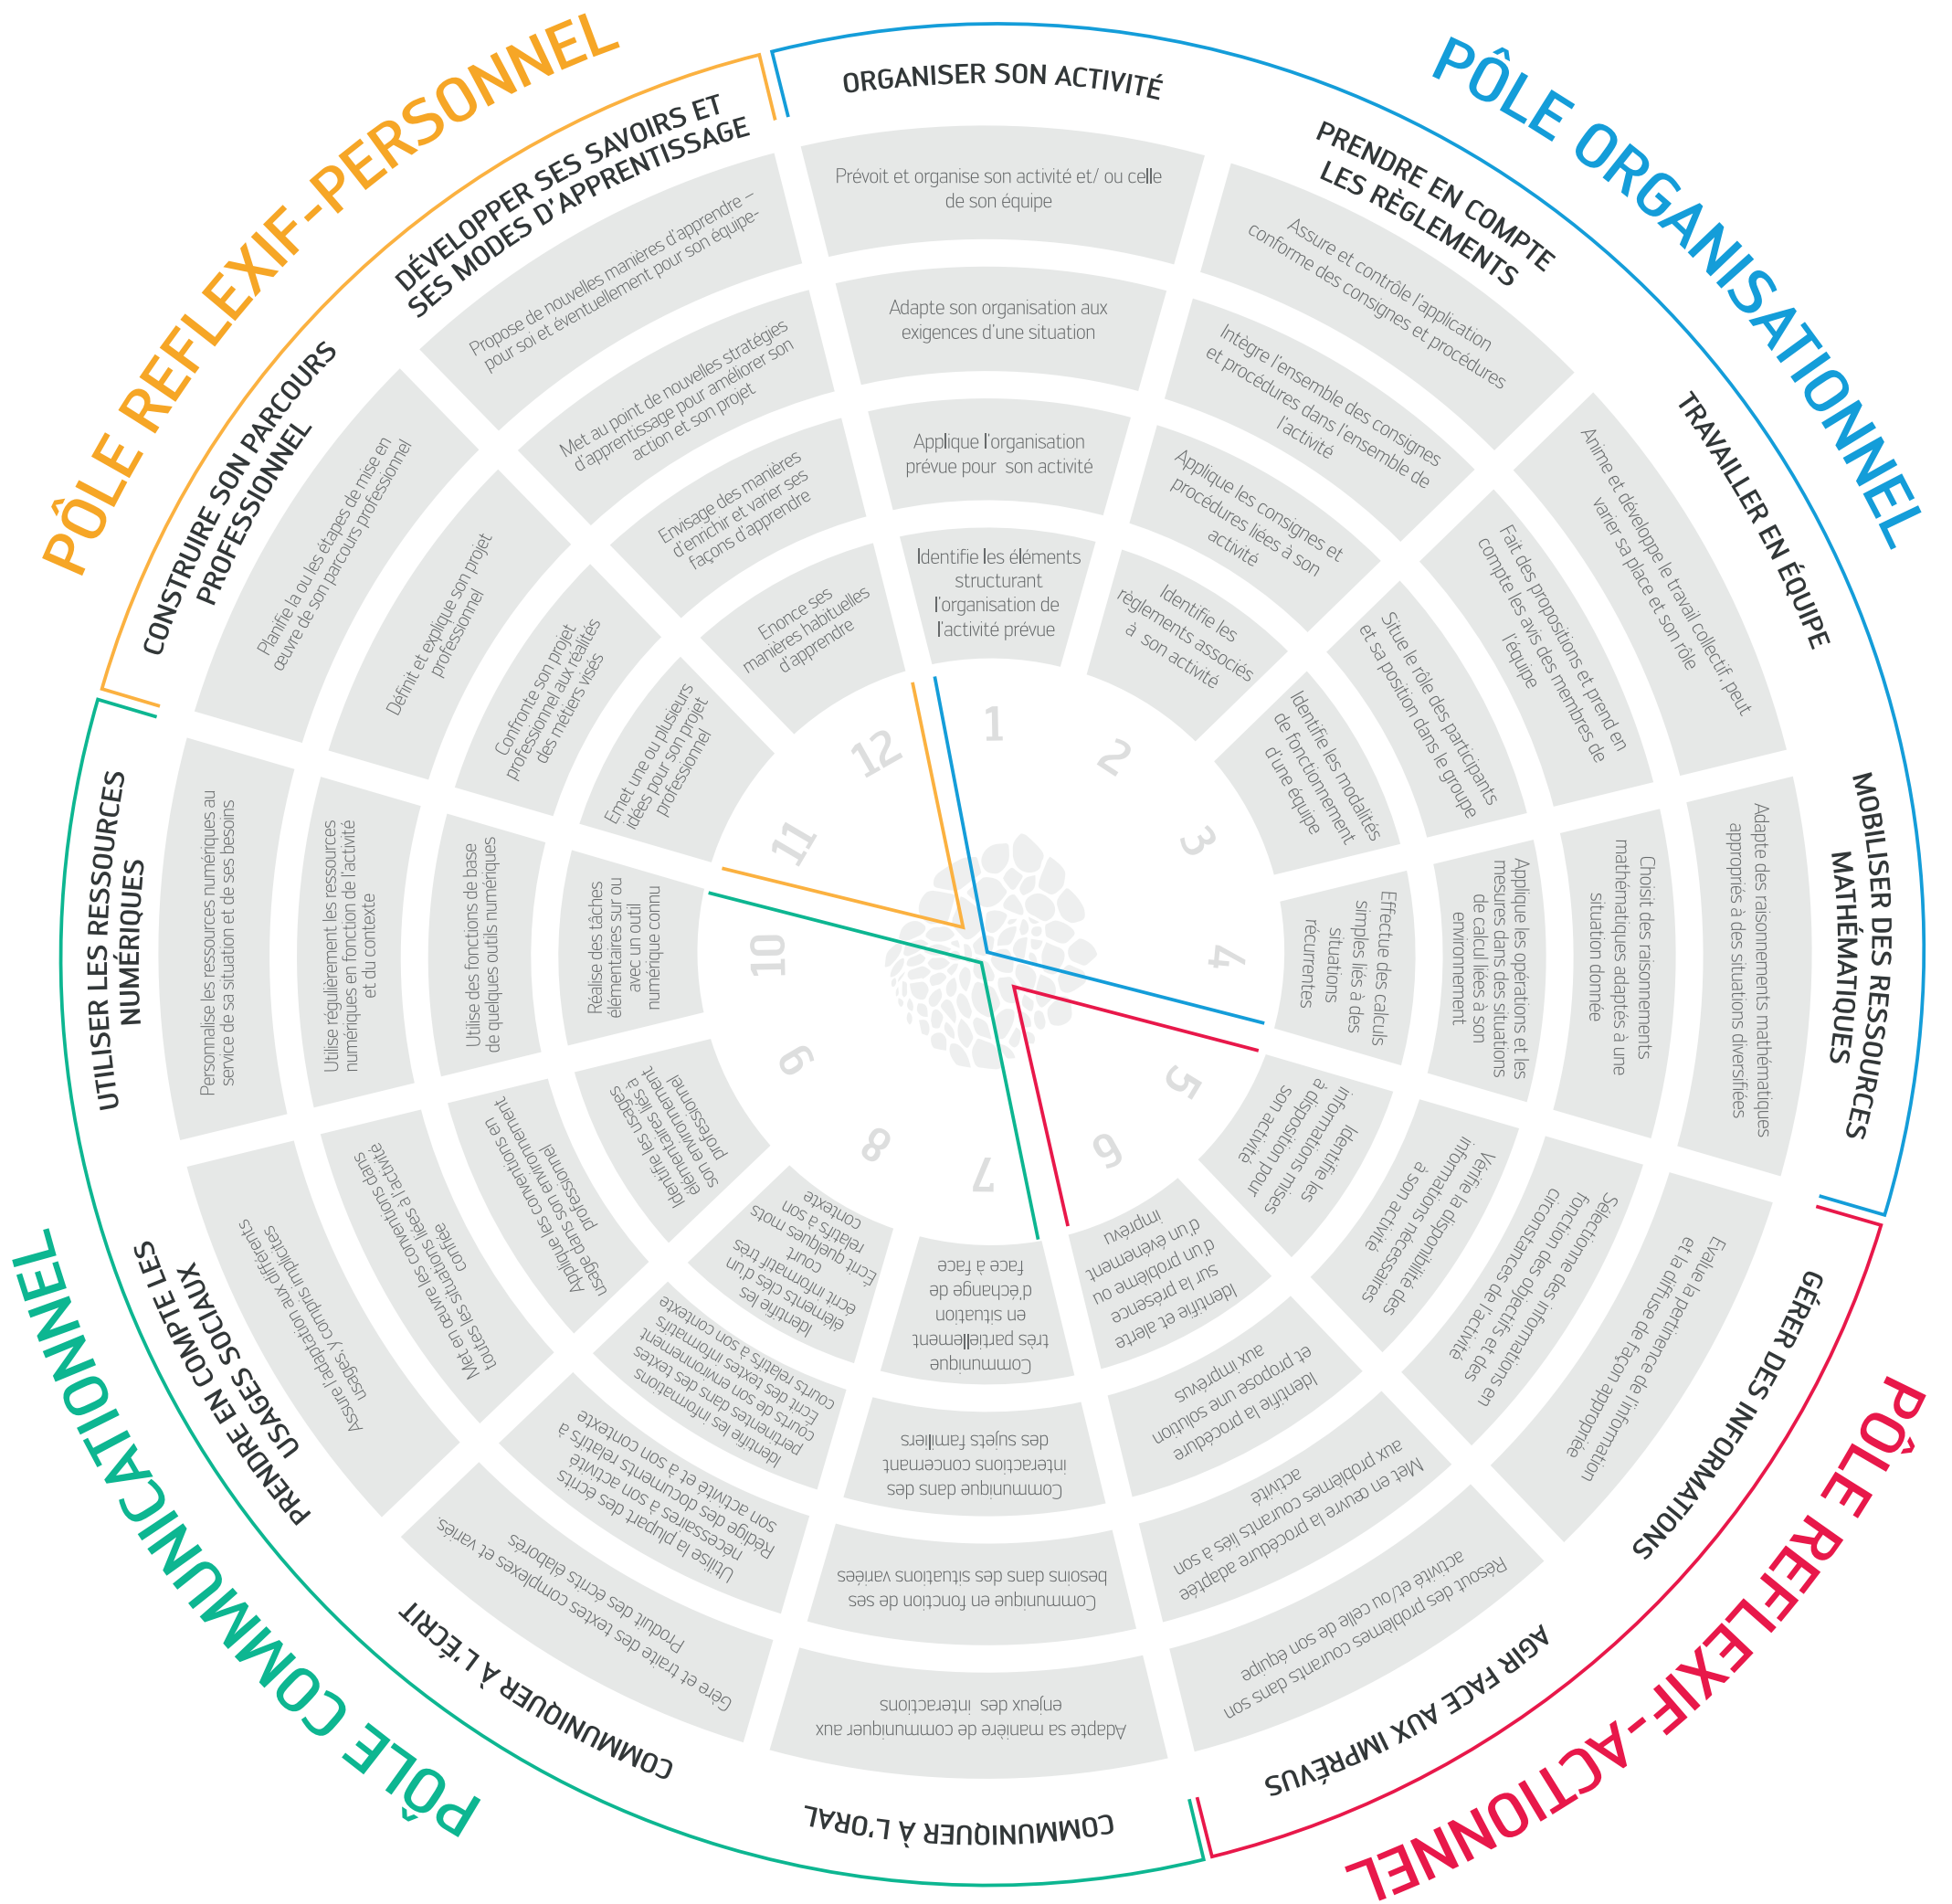 PÔLE ORGANISATIONNEL
ORGANISER SON ACTIVITÉ
Prévoit et organise son activité et/ ou celle
de son équipe
Adapte son organisation aux
exigences d'une situation
Applique l'organisation
prévue pour son activité
Identifie les éléments
structurant
l'organisation de
l'activité prévue
1
PRENDRE EN COMPTE
LES RÈGLEMENTS
Assure et contrôle l'application
conforme des consignes et procédures
Intègre l'ensemble des consignes
et procédures dans l'ensemble de
l'activité
Applique les consignes et
procédures liées à son
activité
Identifie les
règlements associés
à son activité
2
TRAVAILLER EN ÉQUIPE
Anime et développe le travail collectif, peut
varier sa place et son rôle
Fait des propositions et prend en
compte les avis des membres de
l'équipe
Situe le rôle des participants
et sa position dans le groupe
Identifie les modalités
de fonctionnement
d'une équipe
3
MOBILISER DES RESSOURCES
MATHÉMATIQUES
Adapte des raisonnements mathématiques
appropriés à des situations diversifiées
Choisit des raisonnements
mathématiques adaptés à une
situation donnée
Applique les opérations et les
mesures dans des situations
de calcul liées à son
environnement
Effectue des calculs
simples liés à des
situations
récurrentes
4
PÔLE REFLEXIF-ACTIONNEL
GÉRER DES INFORMATIONS
Evalue la pertinence de l'information
et la diffuse de façon appropriée
Sélectionne des informations en
fonction des objectifs et des
circonstances de l'activité
Vérifie la disponibilité des
informations nécessaires
à son activité
Identifie les
informations mises
à disposition pour
son activité
5
AGIR FACE AUX IMPRÉVUS
Résout des problèmes courants dans son
activité et/ou celle de son équipe
Met en œuvre la procédure adaptée
aux problèmes courants liés à son
activité
Identifie la procédure
et propose une solution
aux imprévus
Identifie et alerte
sur la présence
d'un problème ou
d'un événement
imprévu
6
PÔLE COMMUNICATIONNEL
COMMUNIQUER À L'ORAL
Adapte sa manière de communiquer aux
enjeux des interactions
Communique en fonction de ses
besoins dans des situations variées
Communique dans des
interactions concernant
des sujets familiers
Communique
très partiellement
en situation
d'échange de
face à face
7
COMMUNIQUER À L'ÉCRIT
Gère et traite des textes complexes et variés
Produit des écrits élaborés
Utilise la plupart des écrits
nécessaires à son activité
Rédige des documents relatifs à
son activité et à son contexte
Identifie les informations
pertinentes dans des textes
courts de son environnement
Écrit des textes informatifs
courts relatifs à son contexte
Identifie les
éléments clés d'un
écrit informatif très
court
Écrit quelques mots
relatifs à son
contexte
8
PRENDRE EN COMPTE LES
USAGES SOCIAUX
Assure l'adaptation aux différents
usages, y compris implicites
Met en œuvre les conventions dans
toutes les situations liées à l'activité
confiée
Applique les conventions en
usage dans son environnement
professionnel
Identifie les usages
élémentaires liés à
son environnement
professionnel
9
UTILISER LES RESSOURCES
NUMÉRIQUES
Personnalise les ressources numériques au
service de sa situation et de ses besoins
Utilise régulièrement les ressources
numériques en fonction de l'activité
et du contexte
Utilise des fonctions de base
de quelques outils numériques
Réalise des tâches
élémentaires sur ou
avec un outil
numérique connu
10
PÔLE REFLEXIF-PERSONNEL
CONSTRUIRE SON PARCOURS
PROFESSIONNEL
Planifie la ou les étapes de mise en
œuvre de son parcours professionnel
Définit et explique son projet
professionnel
Confronte son projet
professionnel aux réalités
des métiers visés
Emet une ou plusieurs
idées pour son projet
professionnel
11
DÉVELOPPER SES SAVOIRS ET
SES MODES D'APPRENTISSAGE
Propose de nouvelles manières d'apprendre –
pour soi et éventuellement pour son équipe-
Met au point de nouvelles stratégies
d'apprentissage pour améliorer son
action et son projet
Envisage des manières
d'enrichir et varier ses
façons d'apprendre
Enonce ses
manières habituelles
d'apprendre
12